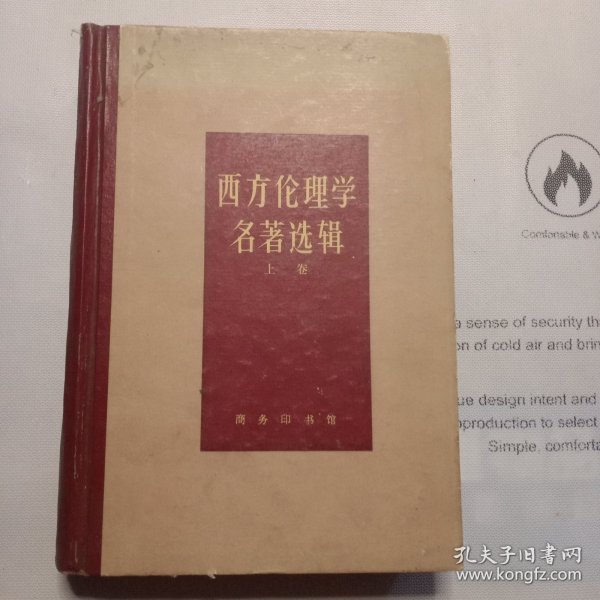 西方伦理学
名著选辑
上 卷
商务印书馆
Comfortable & W
a sense of security th
on of cold air and brin
ue design intent and
production to select
Simple, comforta
孔夫子旧书网
www.kongfz.com